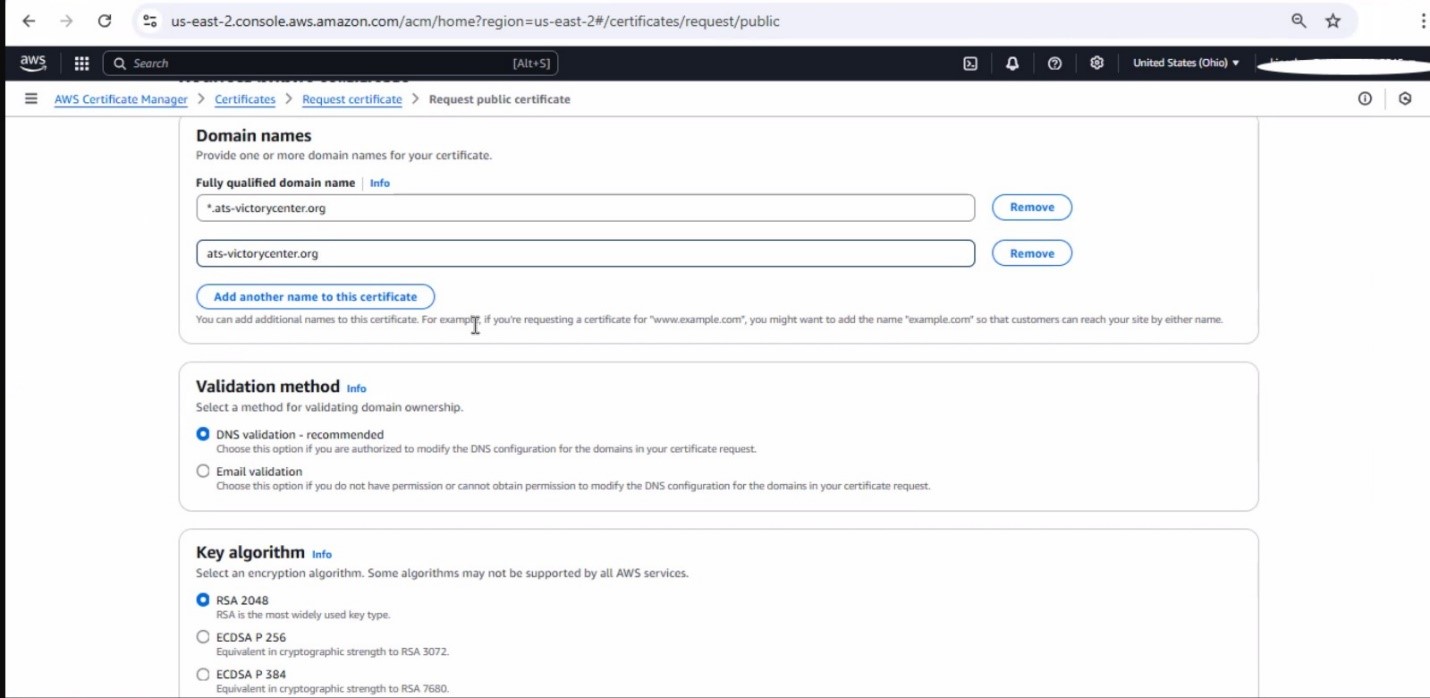 us-east-2.console.aws.amazon.com/acm/home?region=us-east-2#/certificates/request/public
aws Search [Alt+S] United States (Ohio)
AWS Certificate Manager > Certificates > Request certificate > Request public certificate
Domain names
Provide one or more domain names for your certificate.
Fully qualified domain name | Info
*.ats-victorycenter.org Remove
ats-victorycenter.org Remove
Add another name to this certificate
You can add additional names to this certificate. For example, if you're requesting a certificate for "www.example.com", you might want to add the name "example.com" so that customers can reach your site by either name.
Validation method Info
Select a method for validating domain ownership.
DNS validation - recommended
Choose this option if you are authorized to modify the DNS configuration for the domains in your certificate request.
Email validation
Choose this option if you do not have permission or cannot obtain permission to modify the DNS configuration for the domains in your certificate request.
Key algorithm Info
Select an encryption algorithm. Some algorithms may not be supported by all AWS services.
RSA 2048
RSA is the most widely used key type.
ECDSA P 256
Equivalent in cryptographic strength to RSA 3072.
ECDSA P 384
Equivalent in cryptographic strength to RSA 7680.